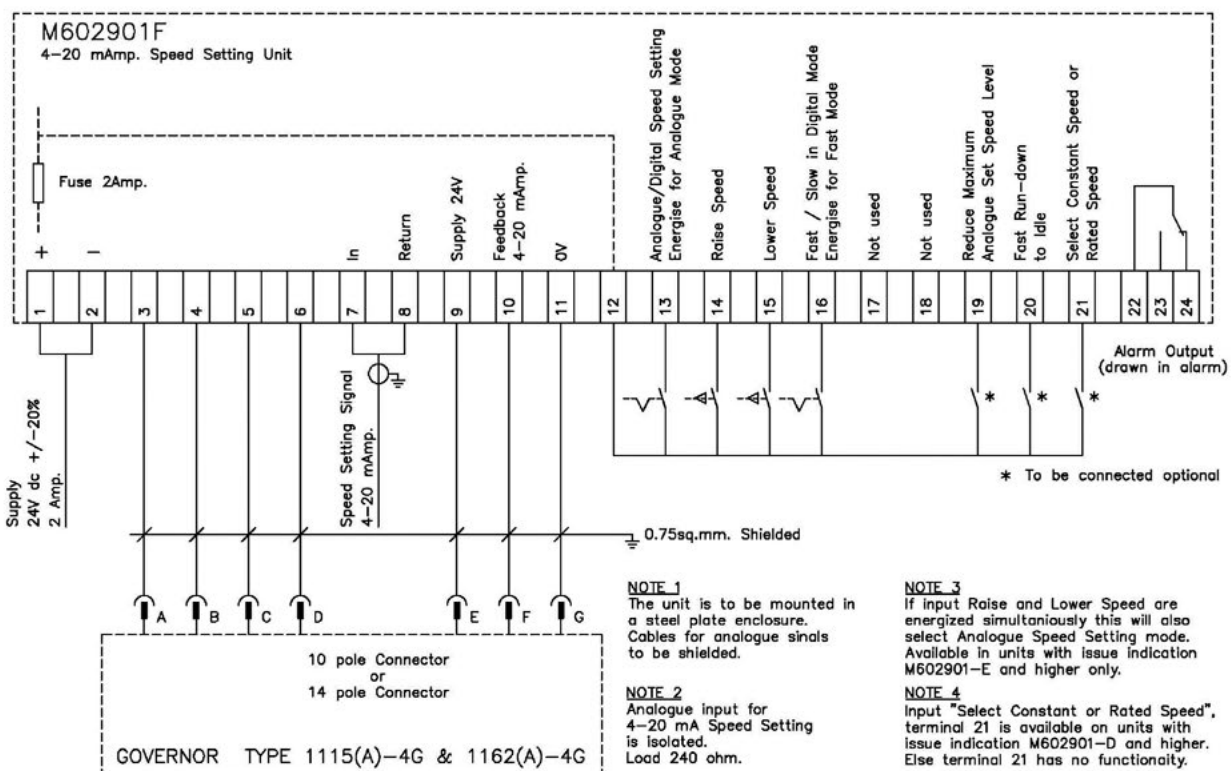 M602901F
4-20 mAmp. Speed Setting Unit
Fuse 2Amp.
+
-
In
Return
Supply 24V
Feedback
4-20 mAmp.
0V
Analogue/Digital Speed Setting
Energise for Analogue Mode
Raise Speed
Lower Speed
Fast / Slow in Digital Mode
Energise for Fast Mode
Not used
Not used
Reduce Maximum
Analogue Set Speed Level
Fast Run-down
to Idle
Select Constant Speed or
Rated Speed
1 2 3 4 5 6 7 8 9 10 11 12 13 14 15 16 17 18 19 20 21 22 23 24
Alarm Output
(drawn in alarm)
Supply
24V dc +/-20%
2 Amp.
Speed Setting Signal
4-20 mAmp.
* * *
* To be connected optional
0.75sq.mm. Shielded
A B C D E F G
10 pole Connector
or
14 pole Connector
GOVERNOR TYPE 1115(A)-4G & 1162(A)-4G
NOTE 1
The unit is to be mounted in
a steel plate enclosure.
Cables for analogue sinals
to be shielded.
NOTE 2
Analogue input for
4-20 mA Speed Setting
is isolated.
Load 240 ohm.
NOTE 3
If input Raise and Lower Speed are
energized simultaniously this will also
select Analogue Speed Setting mode.
Available in units with issue indication
M602901-E and higher only.
NOTE 4
Input "Select Constant or Rated Speed",
terminal 21 is available on units with
issue indication M602901-D and higher.
Else terminal 21 has no functionaity.